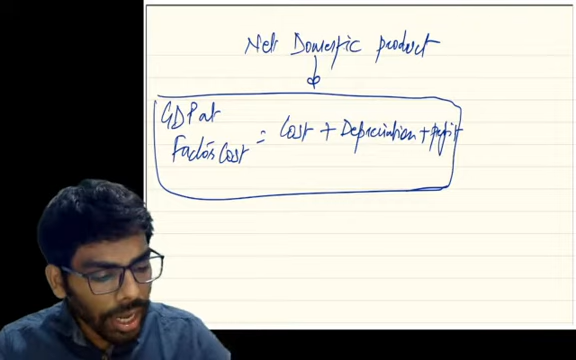 Net Domestic product
GDP at
Factor Cost = Cost + Depreciation + profit